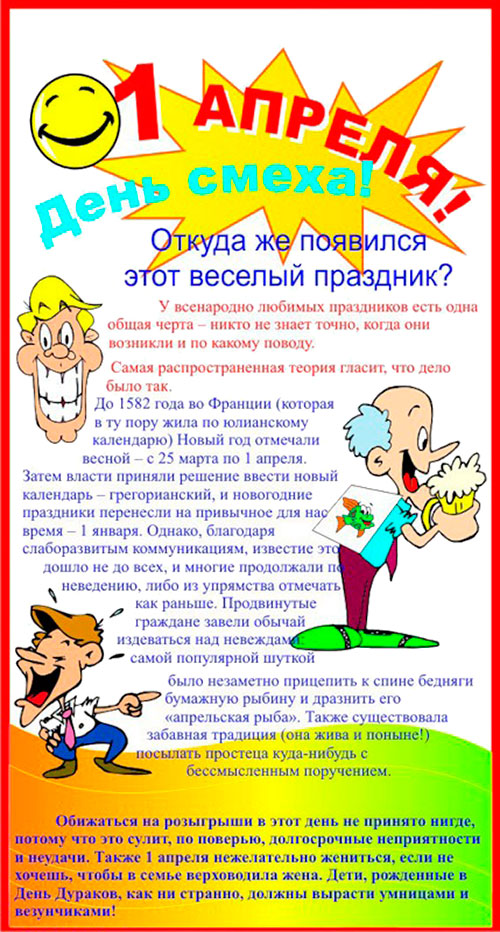 1 АПРЕЛЯ!
День смеха!
Откуда же появился
этот веселый праздник?
У всенародно любимых праздников есть одна
общая черта – никто не знает точно, когда они
возникли и по какому поводу.
Самая распространенная теория гласит, что дело
было так.
До 1582 года во Франции (которая
в ту пору жила по юлианскому
календарю) Новый год отмечали
весной – с 25 марта по 1 апреля.
Затем власти приняли решение ввести новый
календарь – грегорианский, и новогодние
праздники перенесли на привычное для нас
время – 1 января. Однако, благодаря
слаборазвитым коммуникациям, известие это
дошло не до всех, и многие продолжали по
неведению, либо из упрямства отмечать
как раньше. Продвинутые
граждане завели обычай
издеваться над невеждами:
самой популярной шуткой
было незаметно прицепить к спине бедняги
бумажную рыбину и дразнить его
«апрельская рыба». Также существовала
забавная традиция (она жива и поныне!)
посылать простеца куда-нибудь с
бессмысленным поручением.
Обижаться на розыгрыши в этот день не принято нигде,
потому что это сулит, по поверью, долгосрочные неприятности
и неудачи. Также 1 апреля нежелательно жениться, если не
хочешь, чтобы в семье верховодила жена. Дети, рожденные в
День Дураков, как ни странно, должны вырасти умницами и
везунчиками!